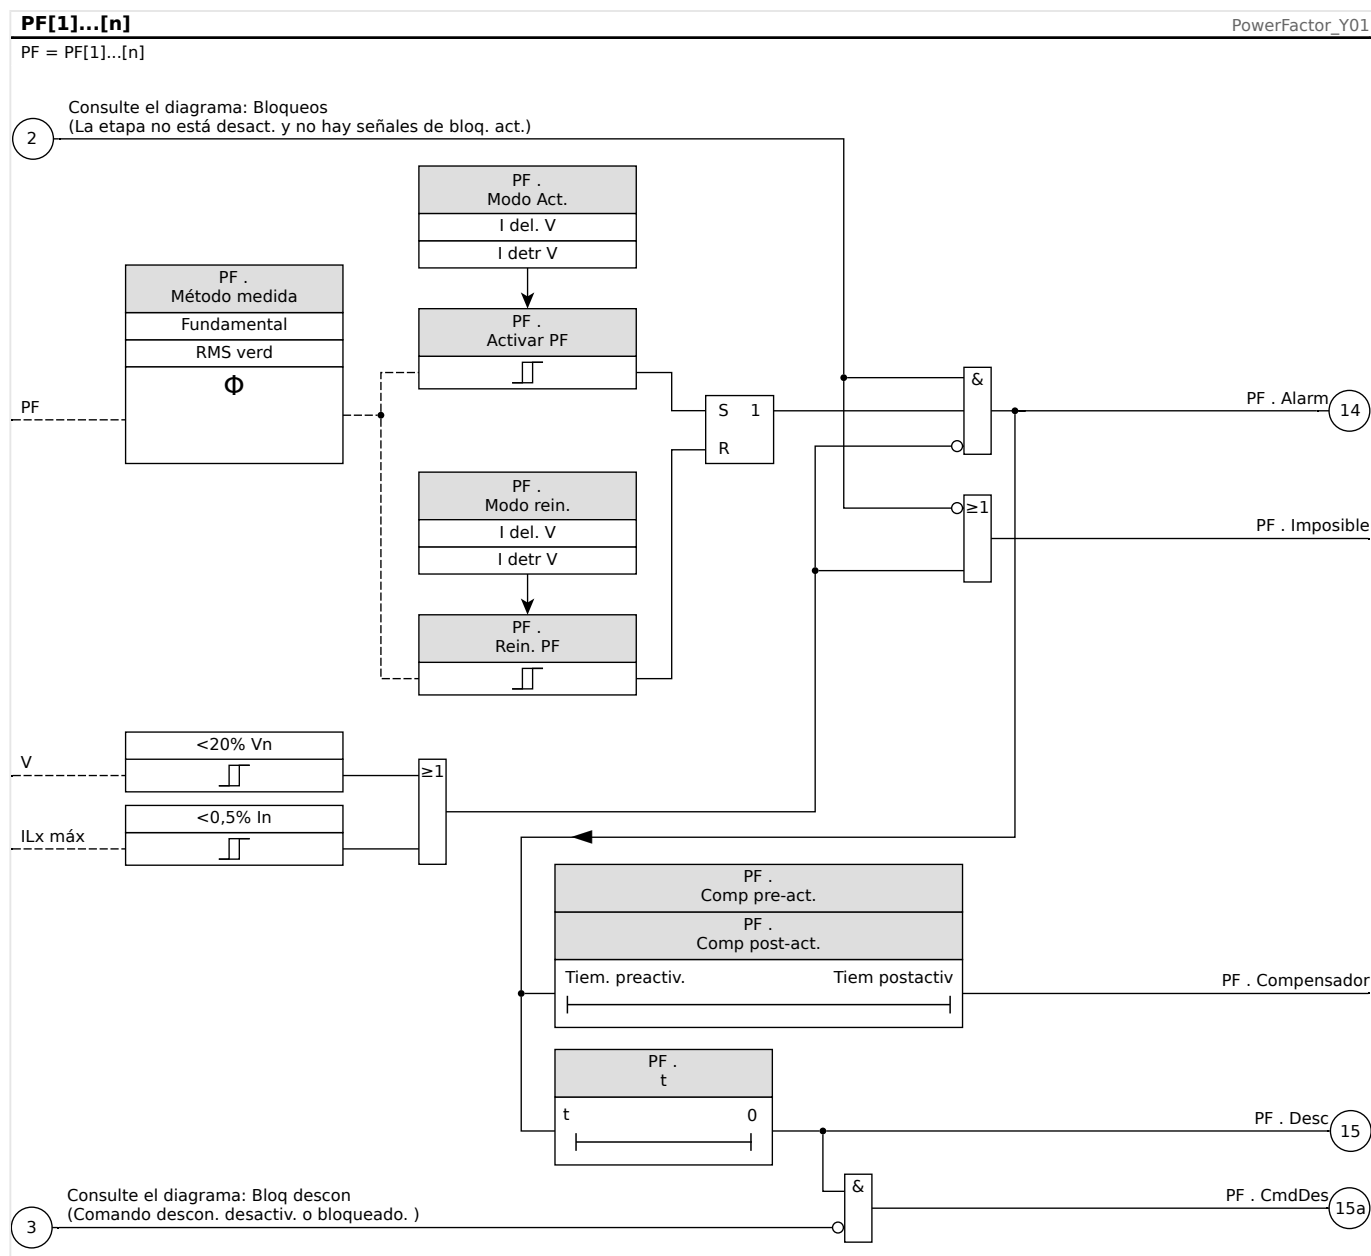 PF[1]...[n]
PowerFactor_Y01
PF = PF[1]...[n]
Consulte el diagrama: Bloqueos
(La etapa no está desact. y no hay señales de bloq. act.)
2
PF .
Modo Act.
I del. V
I detr V
PF .
Método medida
Fundamental
RMS verd
Φ
PF
PF .
Activar PF
S 1
R
&
PF . Alarm
14
PF .
Modo rein.
I del. V
I detr V
≥1
PF . Imposible
PF .
Rein. PF
<20% Vn
V
≥1
<0,5% In
ILx máx
PF .
Comp pre-act.
PF .
Comp post-act.
Tiem. preactiv.
Tiem postactiv
PF . Compensador
PF .
t
t
0
PF . Desc
15
Consulte el diagrama: Bloq descon
(Comando descon. desactiv. o bloqueado. )
3
&
PF . CmdDes
15a